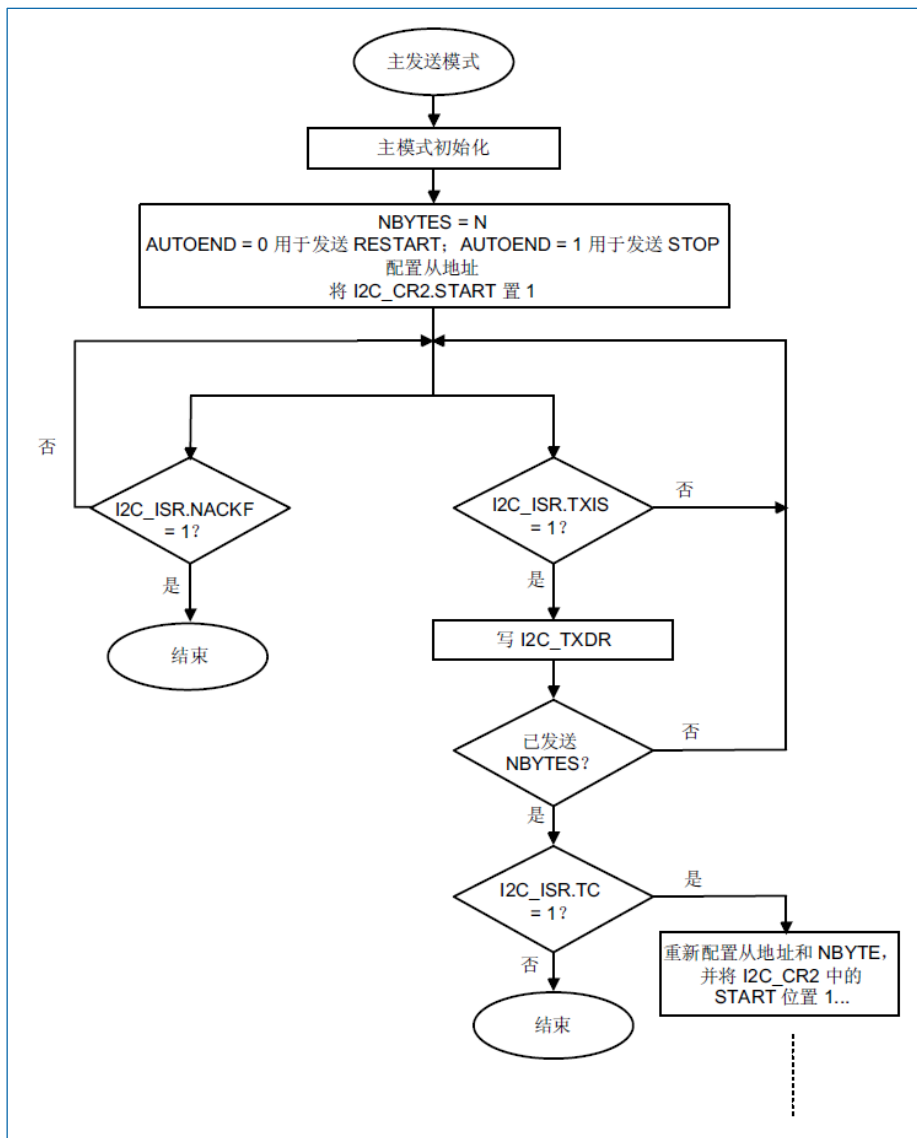 主发送模式
主模式初始化
NBYTES = N
AUTOEND = 0 用于发送 RESTART；AUTOEND = 1 用于发送 STOP
配置从地址
将 I2C_CR2.START 置 1
否
I2C_ISR.NACKF
= 1？
是
结束
I2C_ISR.TXIS
= 1？
否
是
写 I2C_TXDR
已发送
NBYTES？
否
是
I2C_ISR.TC
= 1？
是
否
重新配置从地址和 NBYTE，
并将 I2C_CR2 中的
START 位置 1...
结束